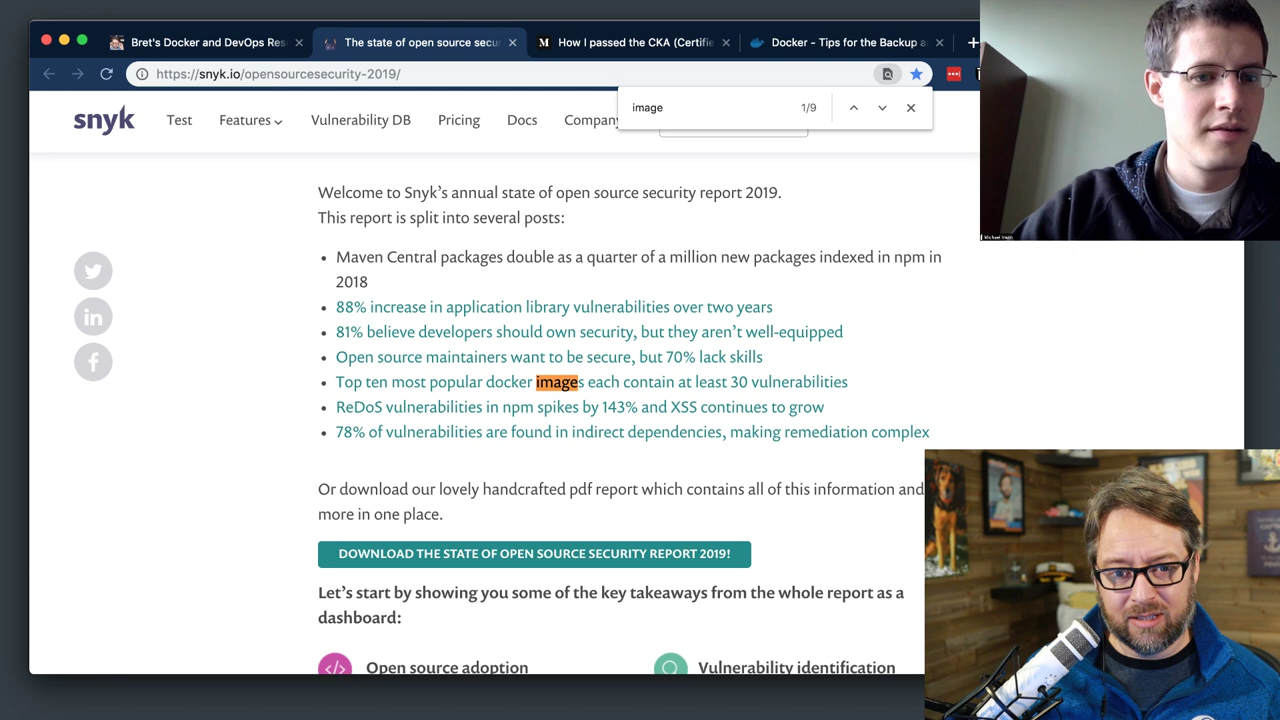 Bret's Docker and DevOps Res
The state of open source secur
How I passed the CKA (Certifie
Docker - Tips for the Backup a
https://snyk.io/opensourcesecurity-2019/
image
1/9
snyk
Test
Features
Vulnerability DB
Pricing
Docs
Company
Welcome to Snyk's annual state of open source security report 2019.
This report is split into several posts:
• Maven Central packages double as a quarter of a million new packages indexed in npm in
2018
• 88% increase in application library vulnerabilities over two years
• 81% believe developers should own security, but they aren't well-equipped
• Open source maintainers want to be secure, but 70% lack skills
• Top ten most popular docker images each contain at least 30 vulnerabilities
• ReDoS vulnerabilities in npm spikes by 143% and XSS continues to grow
• 78% of vulnerabilities are found in indirect dependencies, making remediation complex
Or download our lovely handcrafted pdf report which contains all of this information and
more in one place.
DOWNLOAD THE STATE OF OPEN SOURCE SECURITY REPORT 2019!
Let's start by showing you some of the key takeaways from the whole report as a
dashboard:
Open source adoption
Vulnerability identification